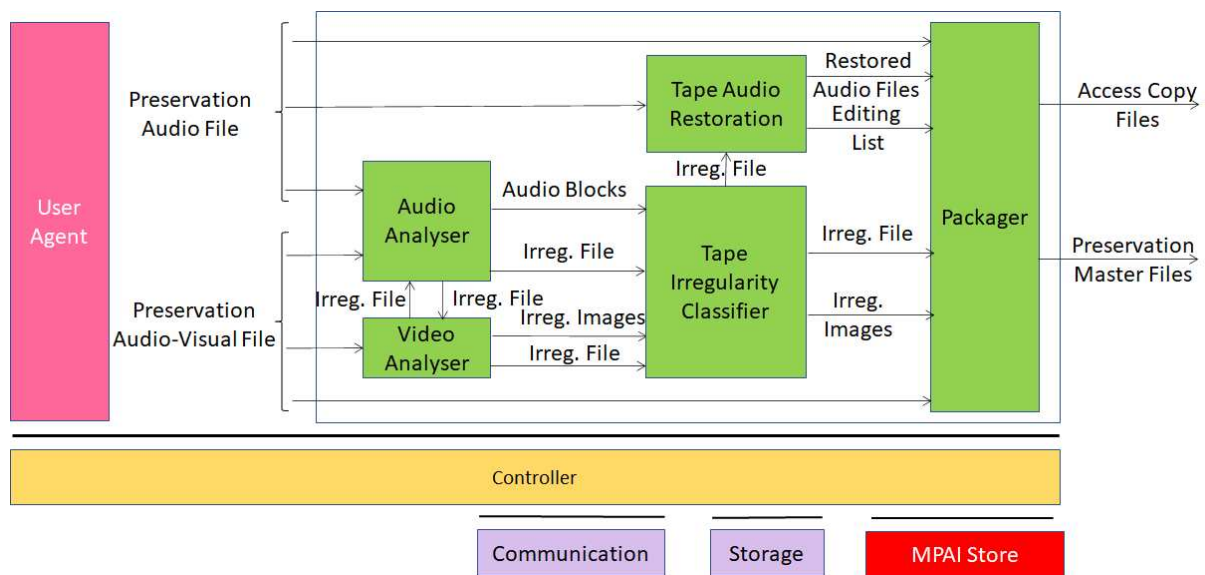 User
Agent
Preservation
Audio File
Preservation
Audio-Visual File
Audio
Analyser
Irreg. File
Irreg. File
Video
Analyser
Audio Blocks
Irreg. File
Irreg. Images
Irreg. File
Tape Audio
Restoration
Irreg. File
Tape
Irregularity
Classifier
Restored
Audio Files
Editing
List
Irreg. File
Irreg.
Images
Packager
Access Copy
Files
Preservation
Master Files
Controller
Communication
Storage
MPAI Store